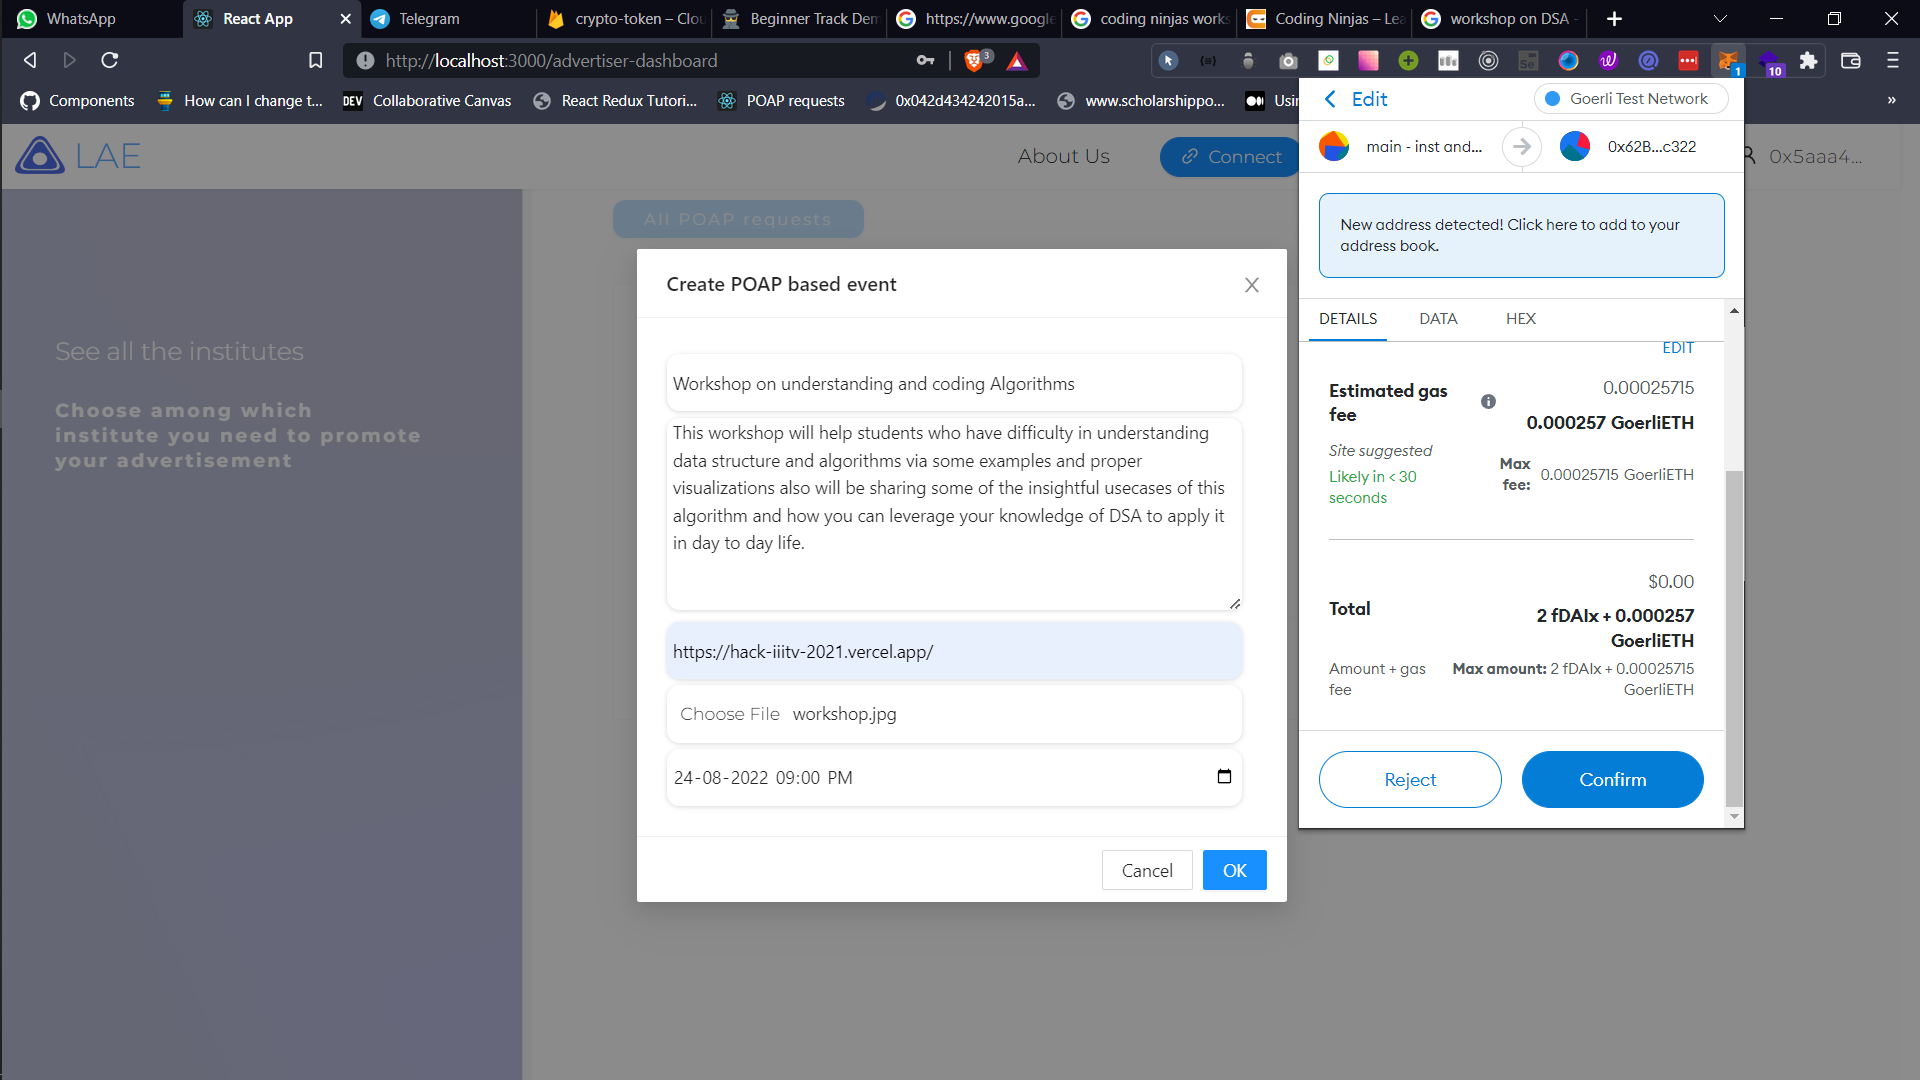 WhatsApp
React App
Telegram
crypto-token – Clou
Beginner Track Den
https://www.google
coding ninjas works
Coding Ninjas – Lea
workshop on DSA -
http://localhost:3000/advertiser-dashboard
3
1
10
Components
How can I change t...
DEV
Collaborative Canvas
React Redux Tutori...
POAP requests
0x042d434242015a...
www.scholarshippo...
Usin
»
LAE
About Us
Connect
0x5aaa4...
See all the institutes
Choose among which
institute you need to promote
your advertisement
All POAP requests
Create POAP based event
Workshop on understanding and coding Algorithms
This workshop will help students who have difficulty in understanding
data structure and algorithms via some examples and proper
visualizations also will be sharing some of the insightful usecases of this
algorithm and how you can leverage your knowledge of DSA to apply it
in day to day life.
https://hack-iiitv-2021.vercel.app/
Choose File workshop.jpg
24-08-2022 09:00 PM
Cancel
OK
Edit
Goerli Test Network
main - inst and...
0x62B...c322
New address detected! Click here to add to your
address book.
DETAILS
DATA
HEX
EDIT
Estimated gas
fee
0.00025715
0.000257 GoerliETH
Site suggested
Likely in < 30
seconds
Max
fee:
0.00025715 GoerliETH
$0.00
Total
2 fDAIx + 0.000257
GoerliETH
Amount + gas
fee
Max amount: 2 fDAIx + 0.00025715
GoerliETH
Reject
Confirm